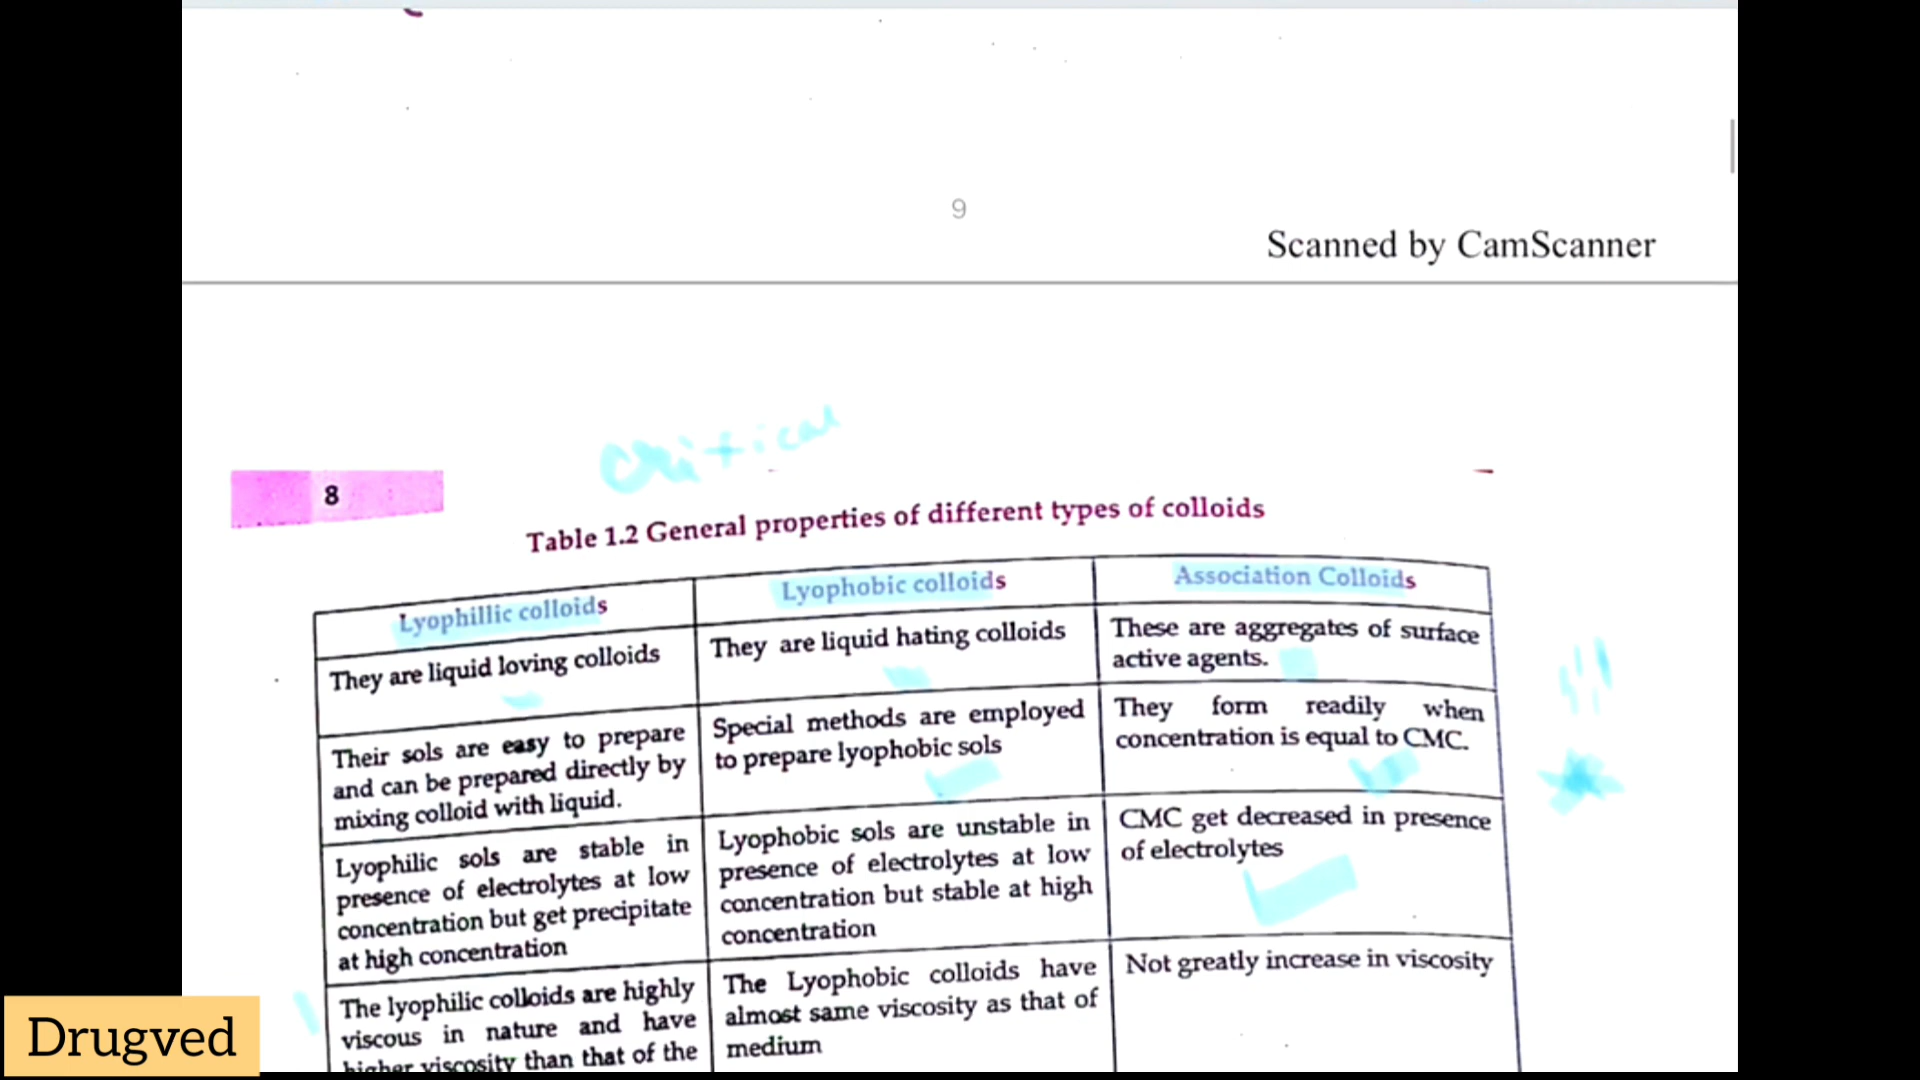 9
Scanned by CamScanner
critical
8
Table 1.2 General properties of different types of colloids
Lyophillic colloids
Lyophobic colloids
Association Colloids
They are liquid loving colloids
They are liquid hating colloids
These are aggregates of surface
active agents.
Their sols are easy to prepare
and can be prepared directly by
mixing colloid with liquid.
Special methods are employed
to prepare lyophobic sols
They form readily when
concentration is equal to CMC.
Lyophilic sols are stable in
presence of electrolytes at low
concentration but get precipitate
at high concentration
Lyophobic sols are unstable in
presence of electrolytes at low
concentration but stable at high
concentration
CMC get decreased in presence
of electrolytes
The lyophilic colloids are highly
viscous in nature and have
higher viscosity than that of the
The Lyophobic colloids have
almost same viscosity as that of
medium
Not greatly increase in viscosity
Drugved